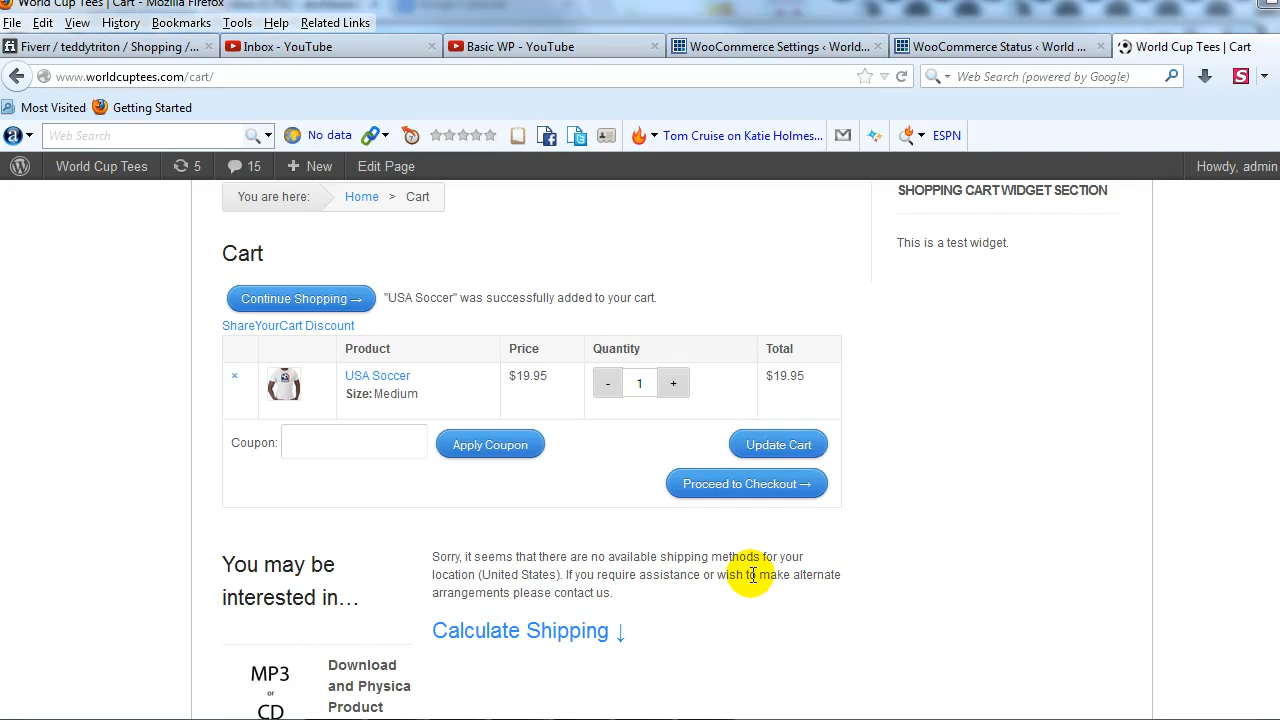 World Cup Tees | Cart - Mozilla Firefox
File Edit View History Bookmarks Tools Help Related Links
Fiverr / teddytriton / Shopping /... × Inbox - YouTube × Basic WP - YouTube × WooCommerce Settings ‹ World... × WooCommerce Status ‹ World ... × World Cup Tees | Cart
www.worldcuptees.com/cart/ Web Search (powered by Google) S
Most Visited Getting Started
a Web Search No data Tom Cruise on Katie Holmes... ESPN
World Cup Tees 5 15 + New Edit Page Howdy, admin
You are here: Home > Cart
SHOPPING CART WIDGET SECTION
This is a test widget.
Cart
Continue Shopping → "USA Soccer" was successfully added to your cart.
ShareYourCart Discount
Product Price Quantity Total
× USA Soccer $19.95 - 1 + $19.95
Size: Medium
Coupon: Apply Coupon Update Cart
Proceed to Checkout →
You may be interested in…
Sorry, it seems that there are no available shipping methods for your
location (United States). If you require assistance or wish to make alternate
arrangements please contact us.
Calculate Shipping ↓
MP3
or
CD
Download
and Physica
Product